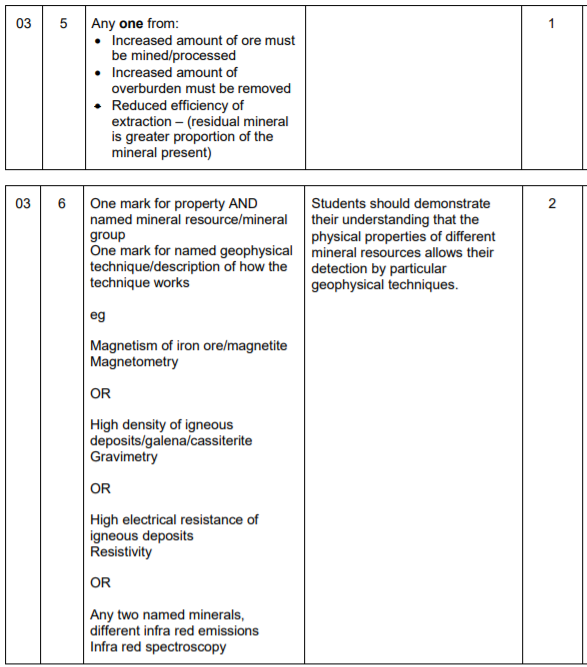 03 5 Any one from: 1
• Increased amount of ore must
be mined/processed
• Increased amount of
overburden must be removed
• Reduced efficiency of
extraction – (residual mineral
is greater proportion of the
mineral present)
03 6 One mark for property AND Students should demonstrate 2
named mineral resource/mineral their understanding that the
group physical properties of different
One mark for named geophysical mineral resources allows their
technique/description of how the detection by particular
technique works geophysical techniques.
eg
Magnetism of iron ore/magnetite
Magnetometry
OR
High density of igneous
deposits/galena/cassiterite
Gravimetry
OR
High electrical resistance of
igneous deposits
Resistivity
OR
Any two named minerals,
different infra red emissions
Infra red spectroscopy